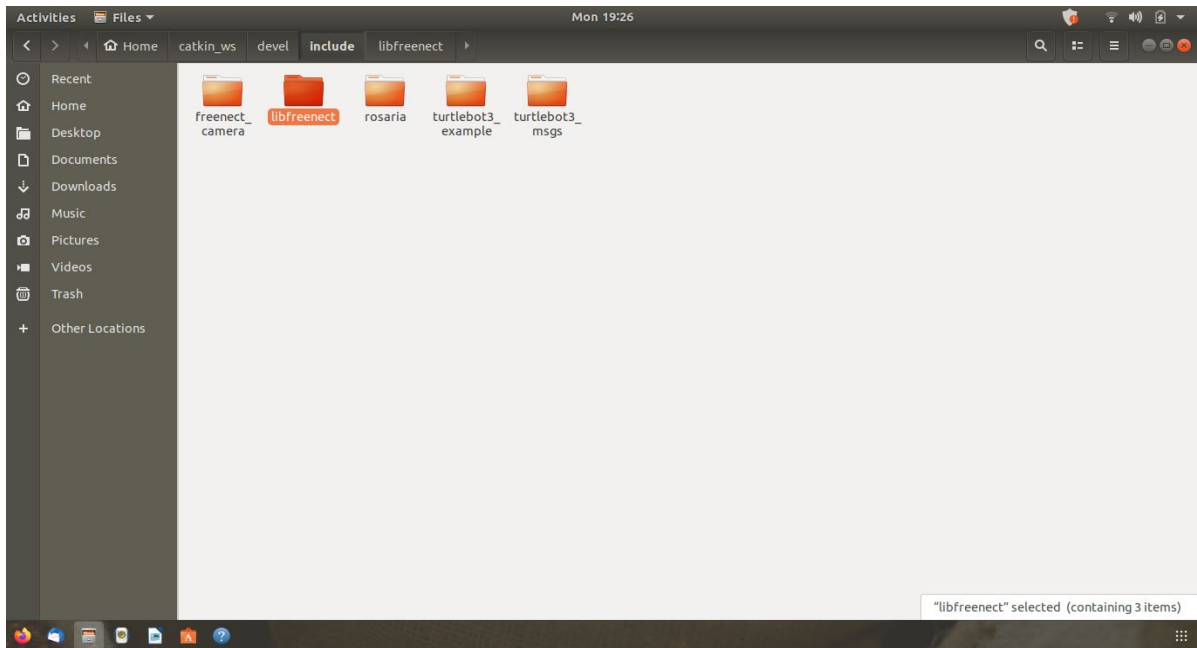 Activities Files Mon 19:26
Home catkin_ws devel include libfreenect
Recent
Home
Desktop
Documents
Downloads
Music
Pictures
Videos
Trash
+ Other Locations
freenect_
camera
libfreenect
rosaria
turtlebot3_
example
turtlebot3_
msgs
"libfreenect" selected (containing 3 items)